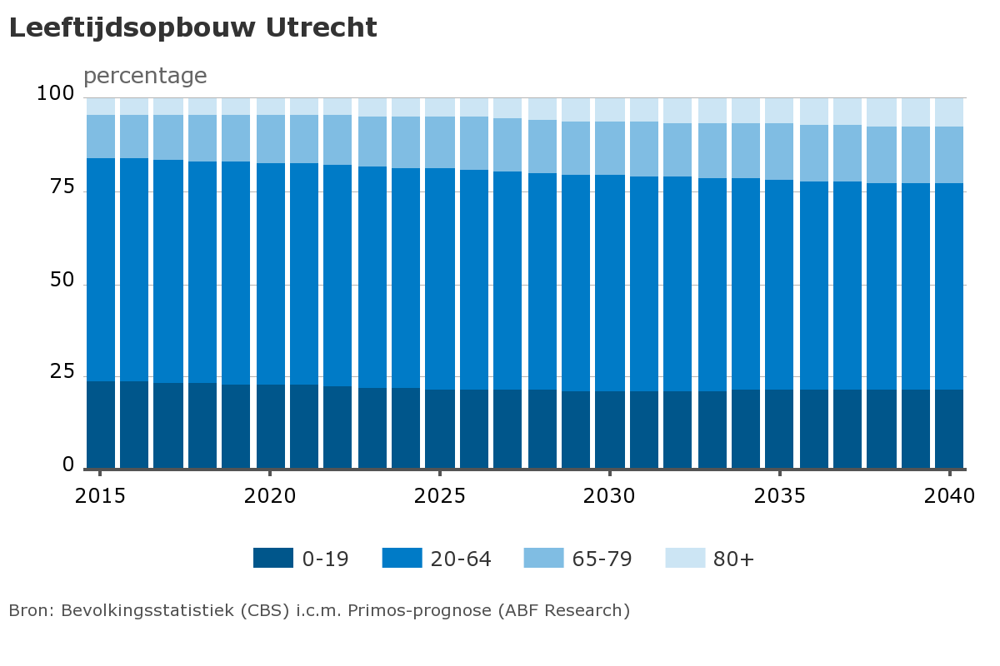 Leeftijdsopbouw Utrecht
percentage
100
75
50
25
0
2015 2020 2025 2030 2035 2040
0-19 20-64 65-79 80+
Bron: Bevolkingsstatistiek (CBS) i.c.m. Primos-prognose (ABF Research)